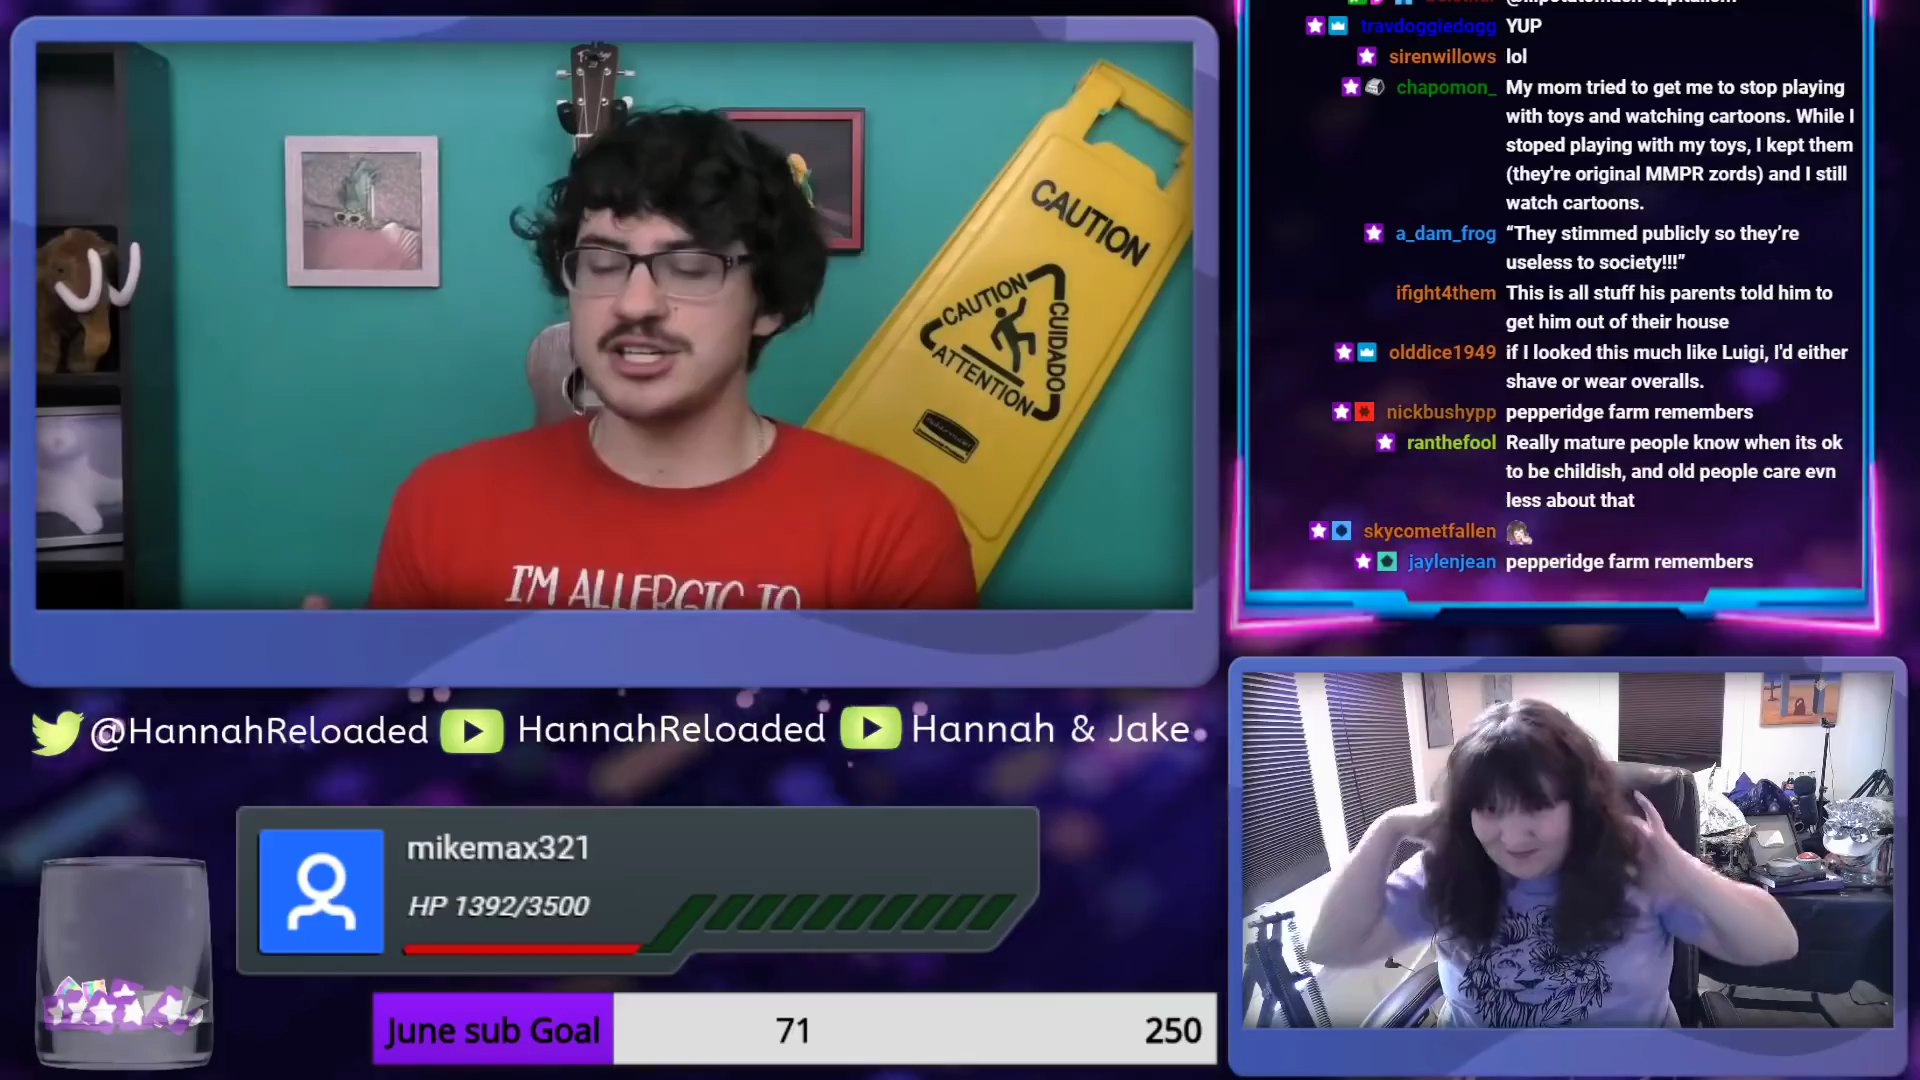 CAUTION
CAUTION
CUIDADO
ATTENTION
I'M ALLERGIC TO
travdoggiedogg YUP
sirenwillows lol
chapomon_ My mom tried to get me to stop playing
with toys and watching cartoons. While I
stoped playing with my toys, I kept them
(they're original MMPR zords) and I still
watch cartoons.
a_dam_frog “They stimmed publicly so they’re
useless to society!!!”
ifight4them This is all stuff his parents told him to
get him out of their house
olddice1949 if I looked this much like Luigi, I'd either
shave or wear overalls.
nickbushypp pepperidge farm remembers
ranthefool Really mature people know when its ok
to be childish, and old people care evn
less about that
skycometfallen
jaylenjean pepperidge farm remembers
@HannahReloaded HannahReloaded Hannah & Jake
mikemax321
HP 1392/3500
June sub Goal 71 250